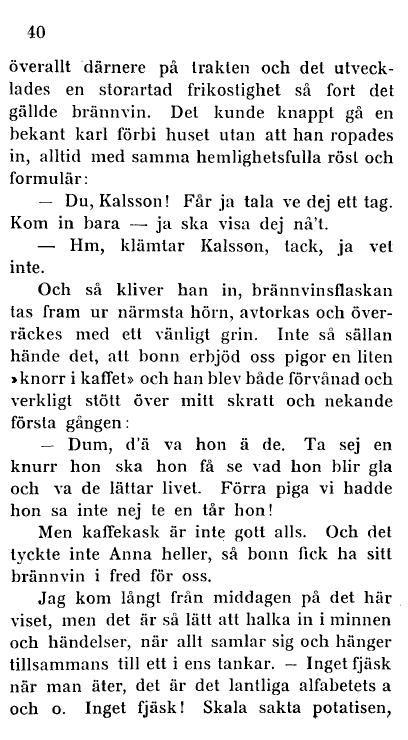 40
överallt därnere på trakten och det utveck-
lades en storartad frikostighet så fort det
gällde brännvin. Det kunde knappt gå en
bekant karl förbi huset utan att han ropades
in, alltid med samma hemlighetsfulla röst och
formulär:
— Du, Kalsson! Får ja tala ve dej ett tag.
Kom in bara — ja ska visa dej nå't.
— Hm, klämtar Kalsson, tack, ja vet
inte.
Och så kliver han in, brännvinsflaskan
tas fram ur närmsta hörn, avtorkas och över-
räckes med ett vänligt grin. Inte så sällan
hände det, att bonn erbjöd oss pigor en liten
»knorr i kaffet» och han blev både förvånad och
verkligt stött över mitt skratt och nekande
första gången:
— Dum, d'ä va hon ä de. Ta sej en
knurr hon ska hon få se vad hon blir gla
och va de lättar livet. Förra piga vi hadde
hon sa inte nej te en tår hon!
Men kaffekask är inte gott alls. Och det
tyckte inte Anna heller, så bonn fick ha sitt
brännvin i fred för oss.
Jag kom långt från middagen på det här
viset, men det är så lätt att halka in i minnen
och händelser, när allt samlar sig och hänger
tillsammans till ett i ens tankar. — Inget fjäsk
när man äter, det är det lantliga alfabetets a
och o. Inget fjäsk! Skala sakta potatisen,